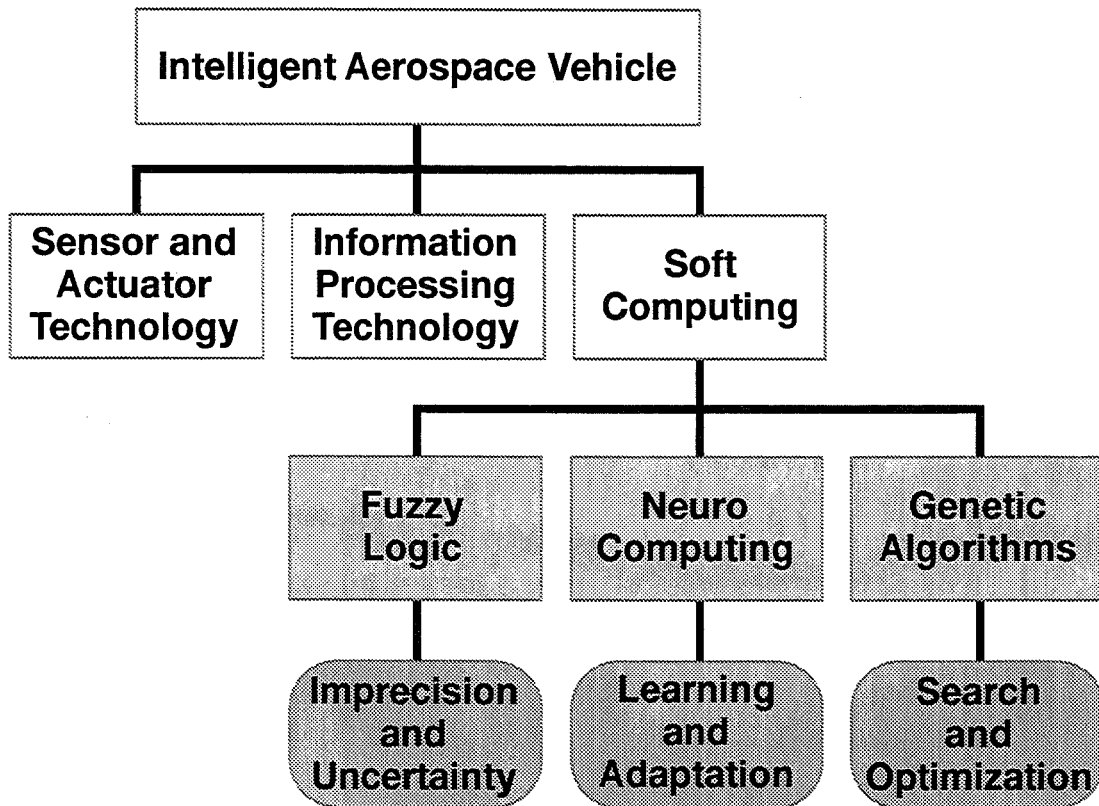 Intelligent Aerospace Vehicle
Sensor and
Actuator
Technology
Information
Processing
Technology
Soft
Computing
Fuzzy
Logic
Neuro
Computing
Genetic
Algorithms
Imprecision
and
Uncertainty
Learning
and
Adaptation
Search
and
Optimization